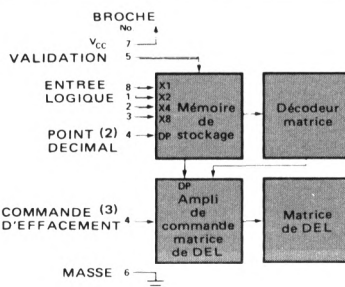 BROCHE
No
VCC 7
VALIDATION 5
ENTREE
LOGIQUE
8 X1
1 X2
2 X4
3 X8
POINT (2) 4 DP
DECIMAL
Mémoire
de
stockage
Décodeur
matrice
DP
Ampli
de
commande
matrice
de DEL
Matrice
de DEL
COMMANDE (3)
D'EFFACEMENT 4
MASSE 6